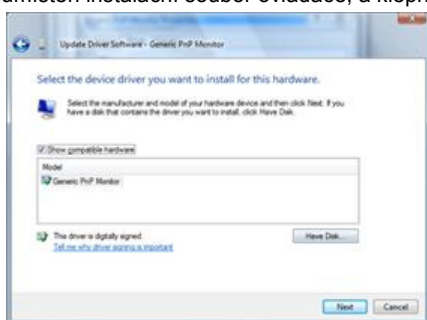 instalační soubor ovladače, a
Update Driver Software - Generic PnP Monitor
Select the device driver you want to install for this hardware.
Select the manufacturer and model of your hardware device and then click Next. If you
have a disk that contains the driver you want to install, click Have Disk.
Show compatible hardware
Model
Generic PnP Monitor
This driver is digitally signed.
Have Disk...
Tell me why driver signing is important
Next
Cancel